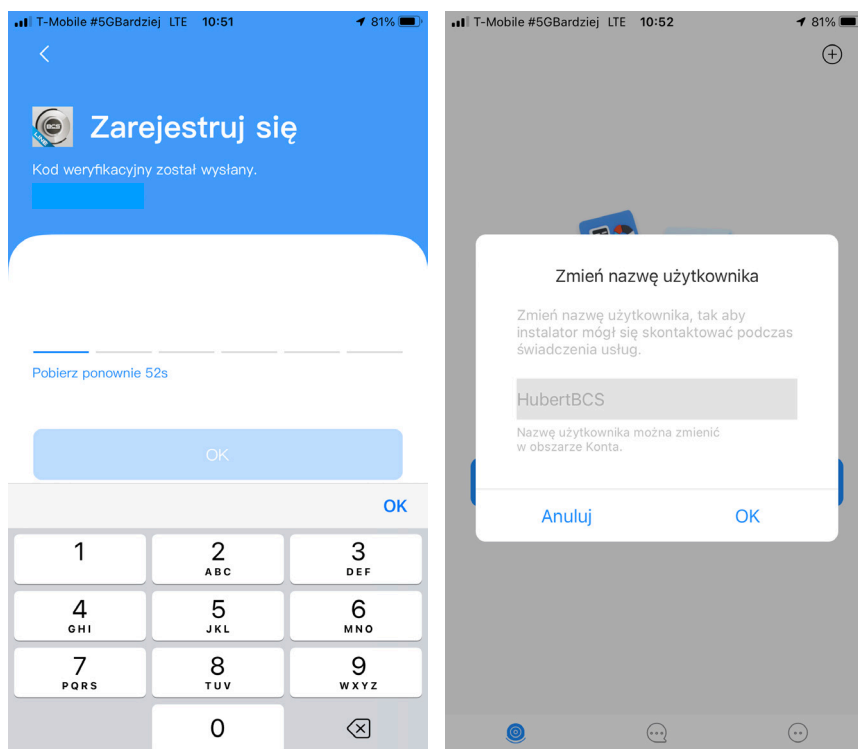 T-Mobile #5GBardziej LTE 10:51 81%
BCS
LINE
Zarejestruj się
Kod weryfikacyjny został wysłany.
Pobierz ponownie 52s
OK
OK
1
2
ABC
3
DEF
4
GHI
5
JKL
6
MNO
7
PQRS
8
TUV
9
WXYZ
0
T-Mobile #5GBardziej LTE 10:52 81%
Zmień nazwę użytkownika
Zmień nazwę użytkownika, tak aby
instalator mógł się skontaktować podczas
świadczenia usług.
HubertBCS
Nazwę użytkownika można zmienić
w obszarze Konta.
Anuluj OK